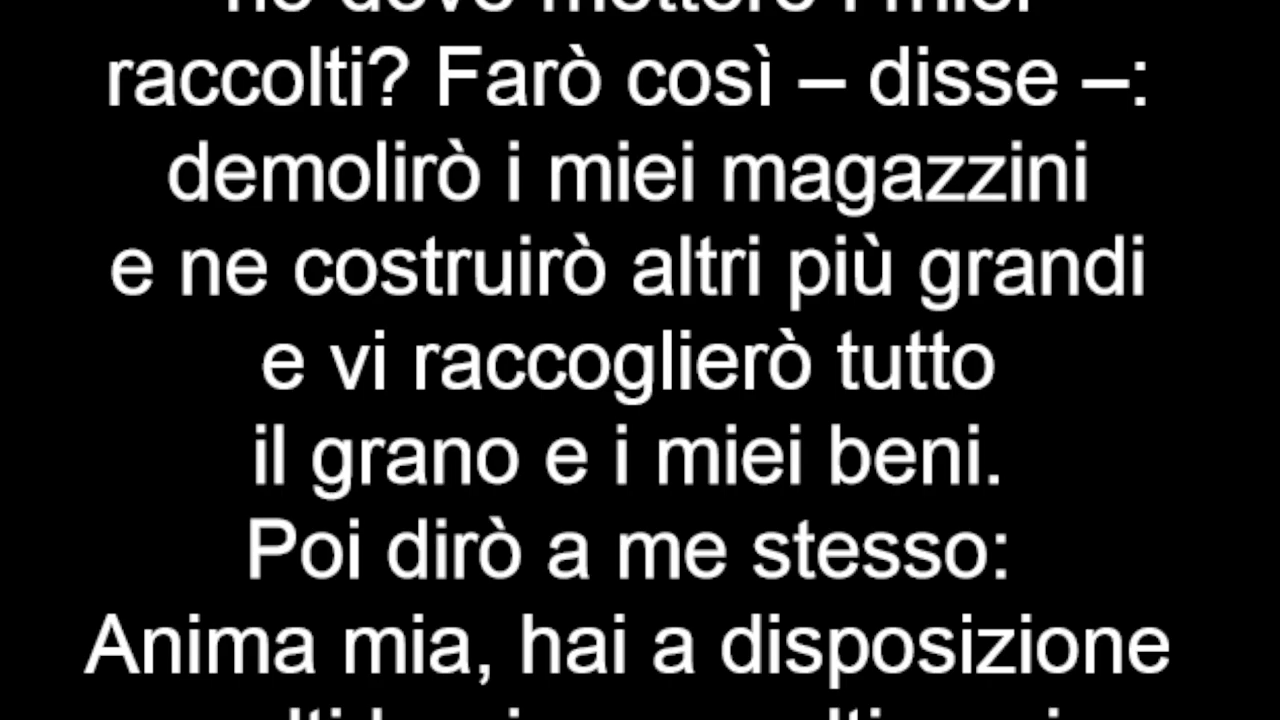 raccolti? Farò così – disse –:
demolirò i miei magazzini
e ne costruirò altri più grandi
e vi raccoglierò tutto
il grano e i miei beni.
Poi dirò a me stesso:
Anima mia, hai a disposizione